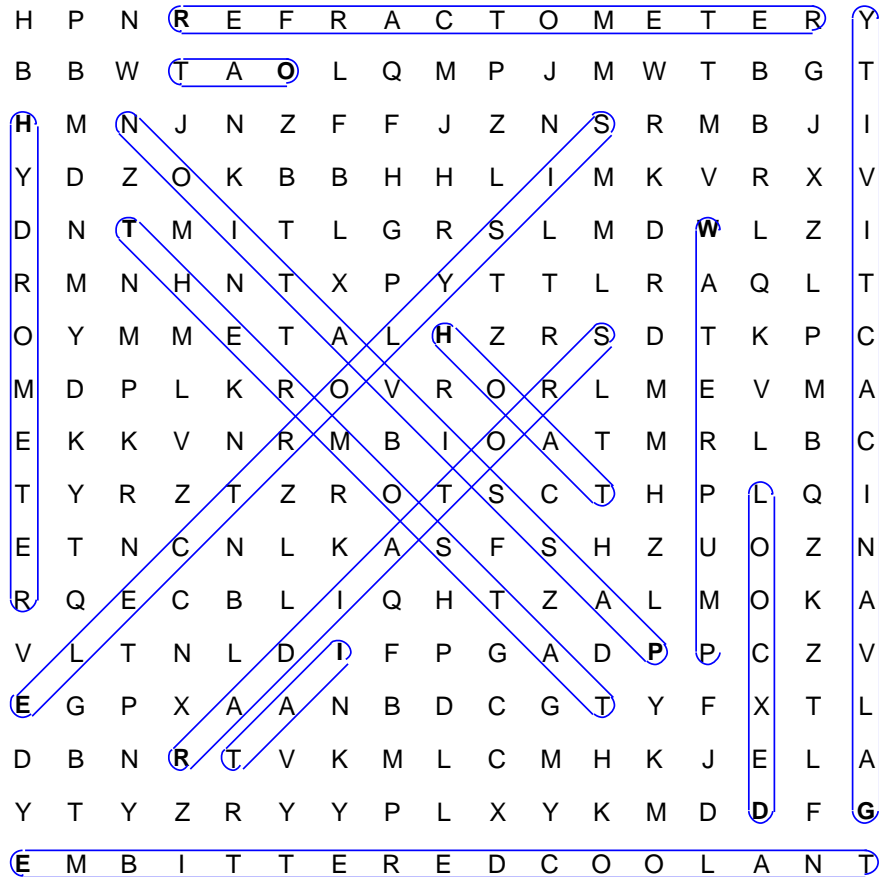 H P N R E F R A C T O M E T E R Y
B B W T A O L Q M P J M W T B G T
H M N J N Z F F J Z N S R M B J I
Y D Z O K B B H H L I M K V R X V
D N T M I T L G R S L M D W L Z I
R M N H N T X P Y T T L R A Q L T
O Y M M E T A L H Z R S D T K P C
M D P L K R O V R O R L M E V M A
E K K V N R M B I O A T M R L B C
T Y R Z T Z R O T S C T H P L Q I
E T N C N L K A S F S H Z U O Z N
R Q E C B L I Q H T Z A L M O K A
V L T N L D I F P G A D P P C Z V
E G P X A A N B D C G T Y F X T L
D B N R T V K M L C M H K J E L A
Y T Y Z R Y Y P L X Y K M D D F G
E M B I T T E R E D C O O L A N T